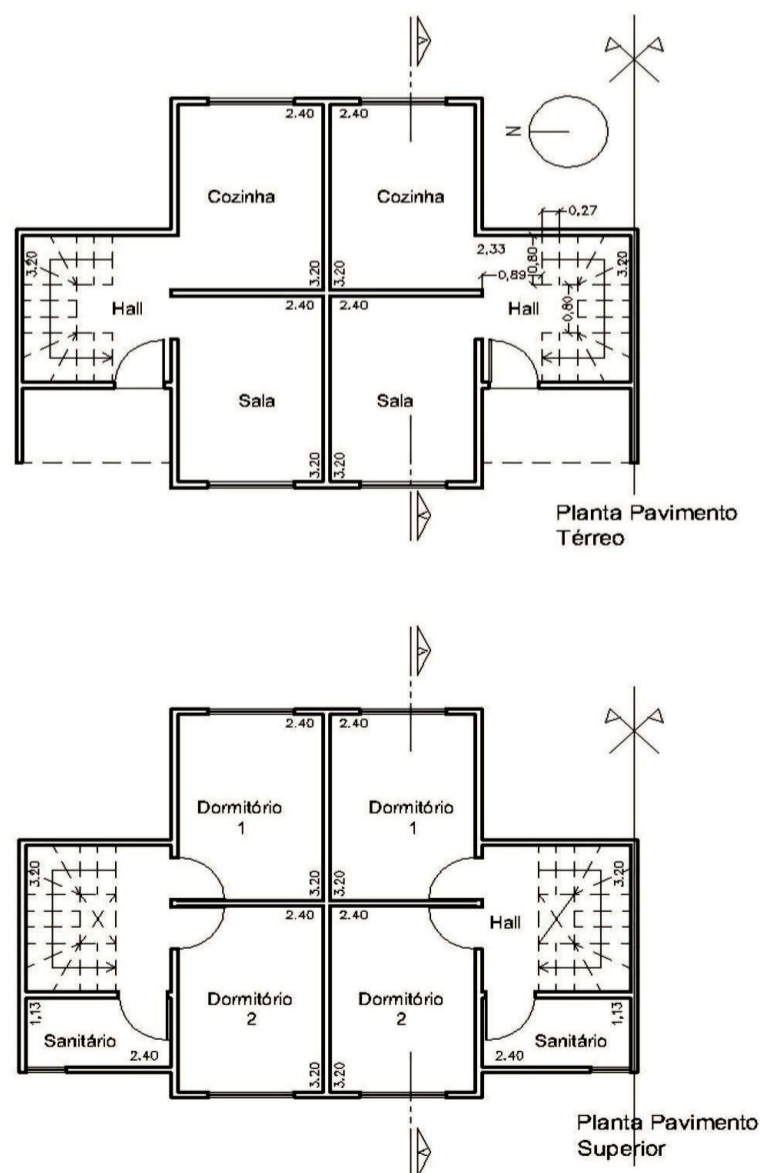 2.40 2.40
N
Cozinha Cozinha
0,27
3.20 2,33 0,80 3.20
3.20 3.20 0,89
Hall 2.40 2.40 Hall 0,80
Sala Sala
3.20 3.20
Planta Pavimento
Térreo
2.40 2.40
Dormitório Dormitório
1 1
3.20 3.20
3.20 3.20
2.40 2.40 Hall
Dormitório Dormitório
2 2
1,13 1,13
Sanitário Sanitário
2.40 2.40
3.20 3.20
Planta Pavimento
Superior